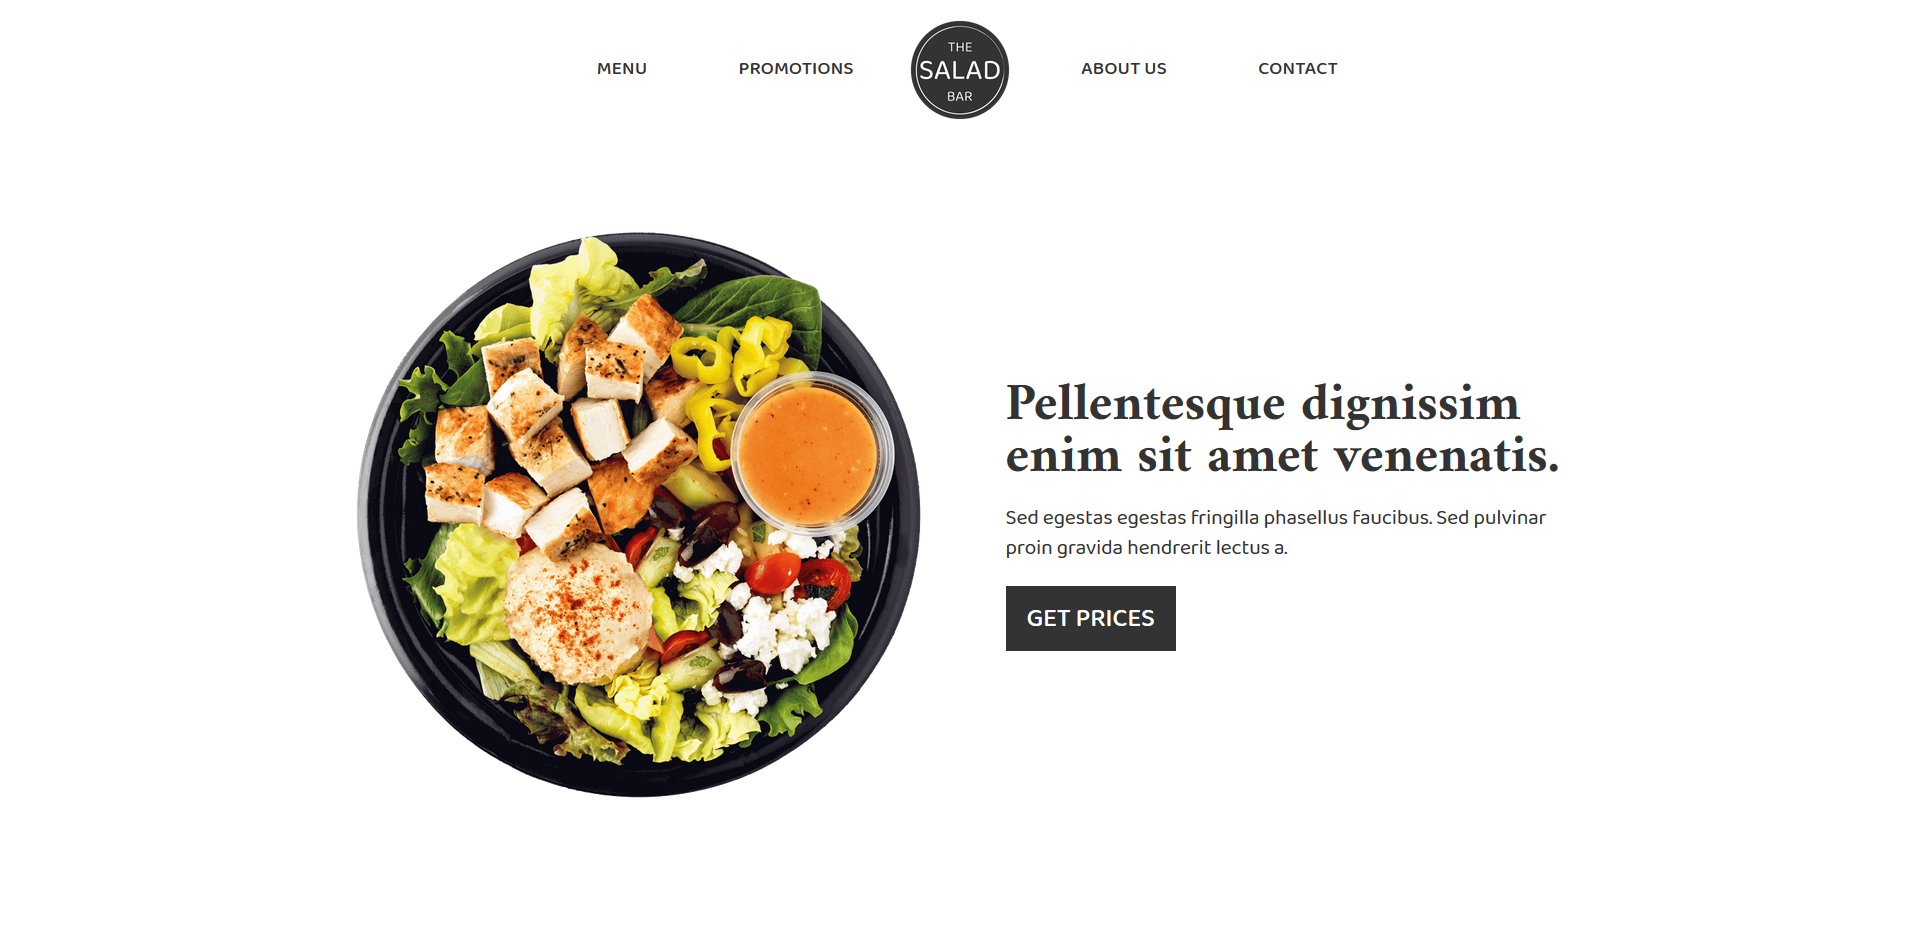 MENU
PROMOTIONS
THE
SALAD
BAR
ABOUT US
CONTACT
Pellentesque dignissim
enim sit amet venenatis.
Sed egestas egestas fringilla phasellus faucibus. Sed pulvinar
proin gravida hendrerit lectus a.
GET PRICES